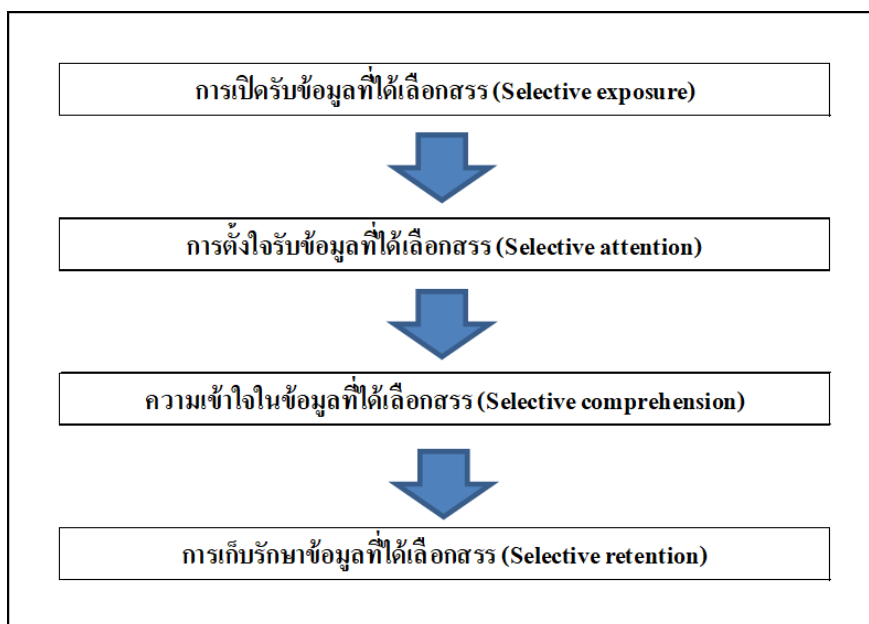 การเปิดรับข้อมูลที่ได้เลือกสรร (Selective exposure)
การตั้งใจรับข้อมูลที่ได้เลือกสรร (Selective attention)
ความเข้าใจในข้อมูลที่ได้เลือกสรร (Selective comprehension)
การเก็บรักษาข้อมูลที่ได้เลือกสรร (Selective retention)